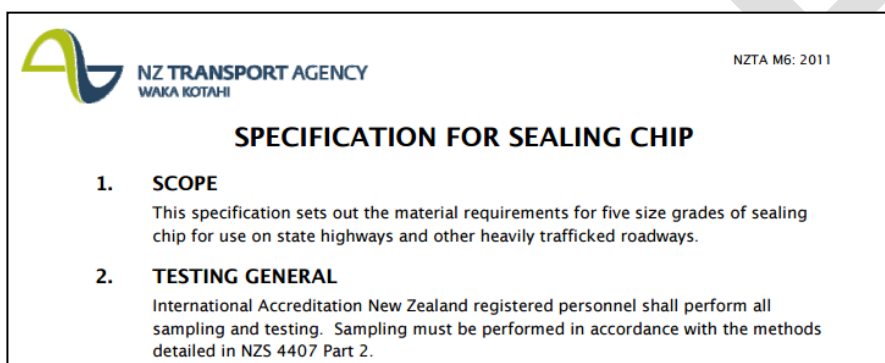 NZ TRANSPORT AGENCY
WAKA KOTAHI
NZTA M6: 2011
SPECIFICATION FOR SEALING CHIP
1. SCOPE
This specification sets out the material requirements for five size grades of sealing
chip for use on state highways and other heavily trafficked roadways.
2. TESTING GENERAL
International Accreditation New Zealand registered personnel shall perform all
sampling and testing.  Sampling must be performed in accordance with the methods
detailed in NZS 4407 Part 2.